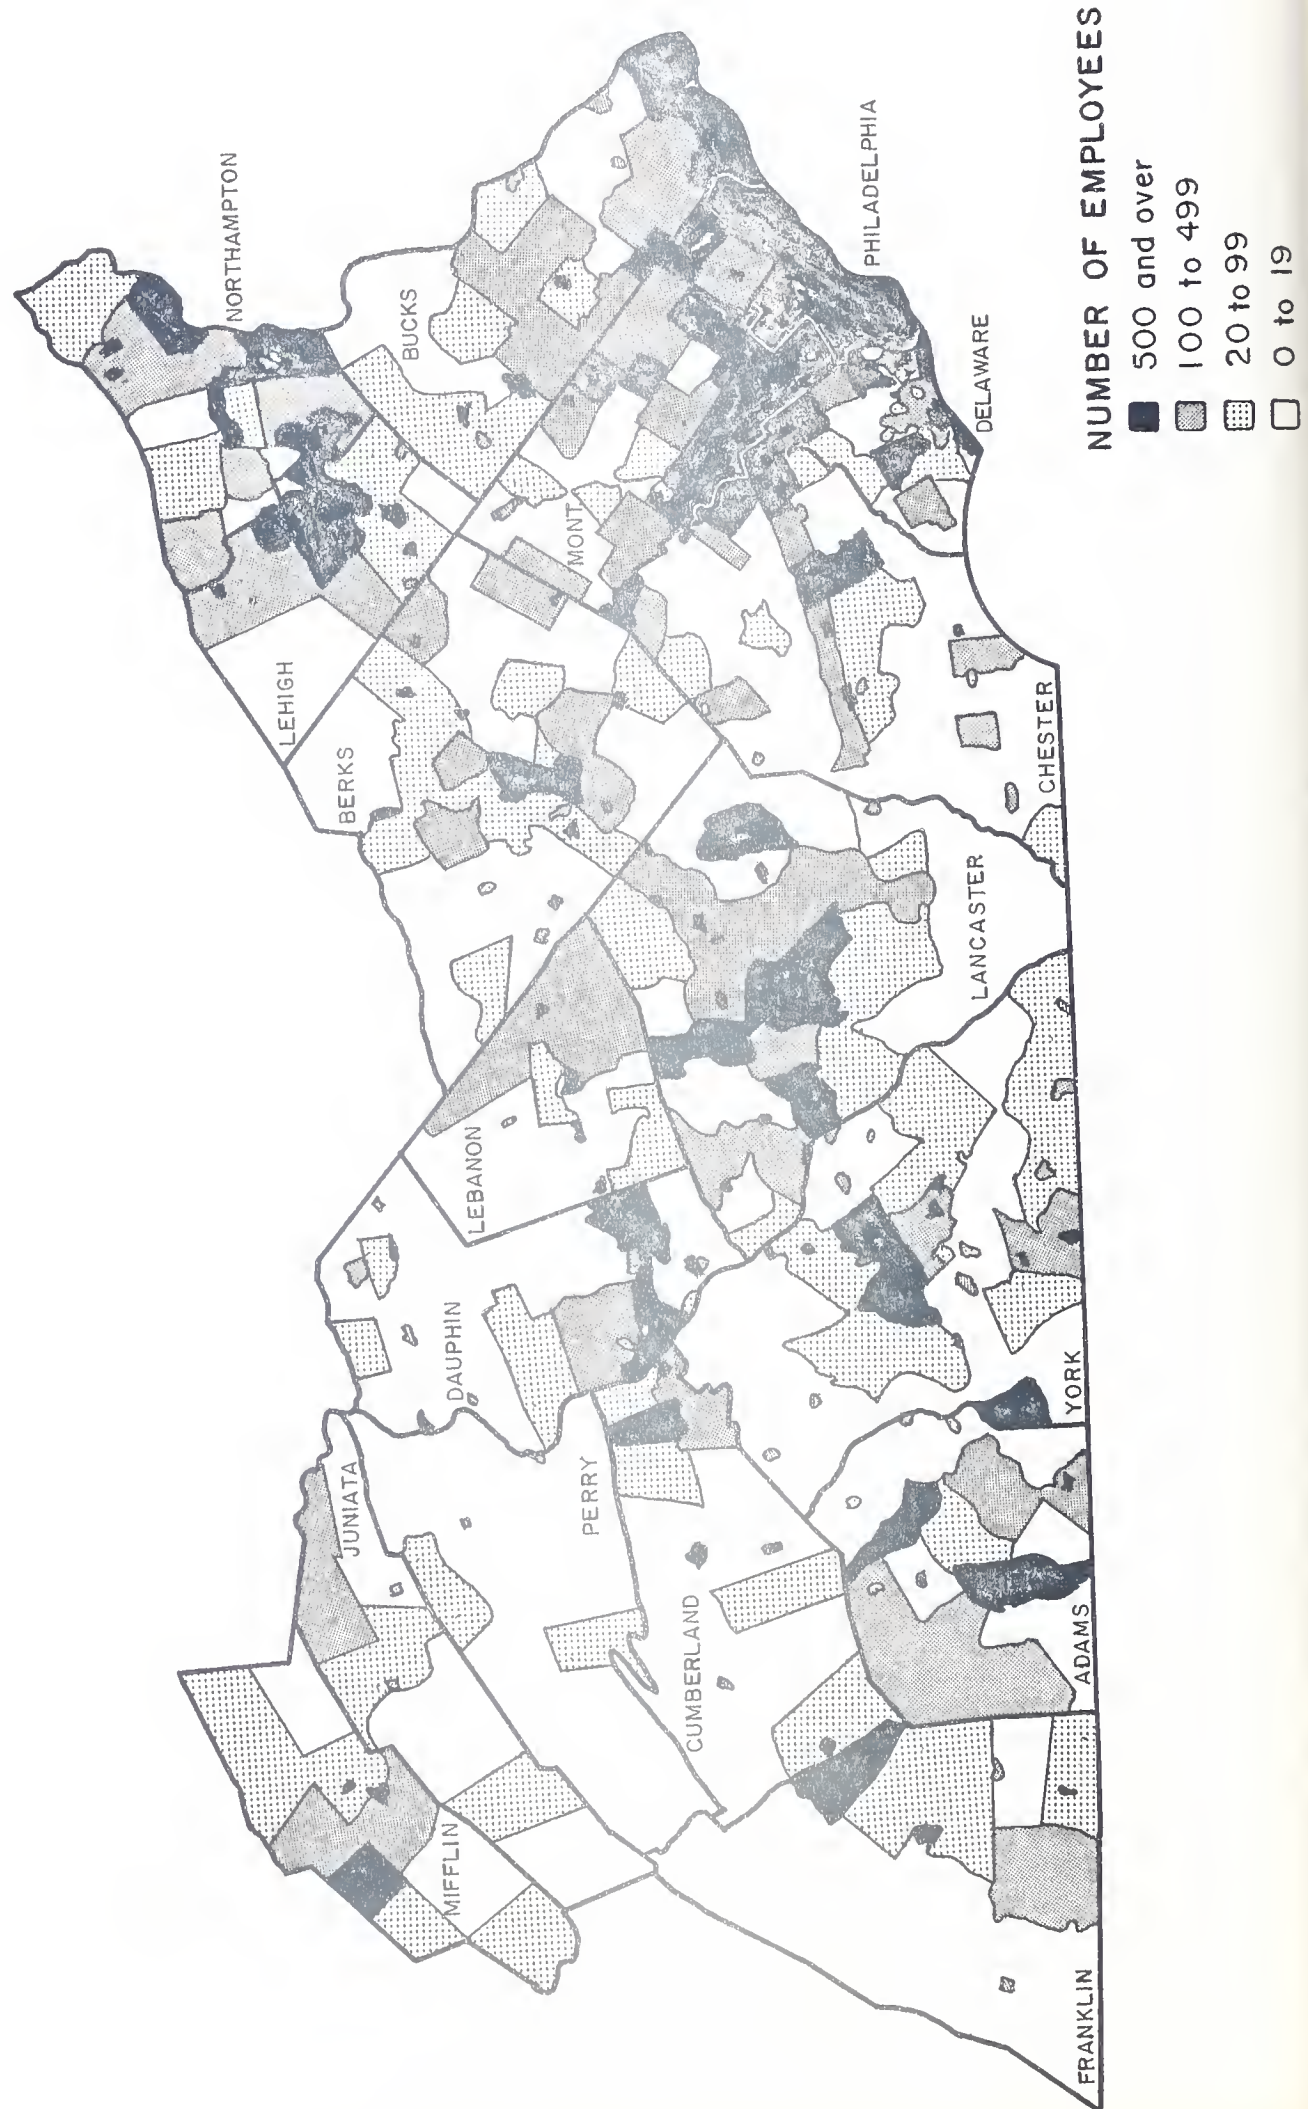 NORTHAMPTON
BUCKS
PHILADELPHIA
DELAWARE
MONT.
LEHIGH
BERKS
CHESTER
LANCASTER
LEBANON
DAUPHIN
YORK
JUNIATA
PERRY
CUMBERLAND
ADAMS
MIFFLIN
FRANKLIN
NUMBER OF EMPLOYEES
500 and over
100 to 499
20 to 99
0 to 19